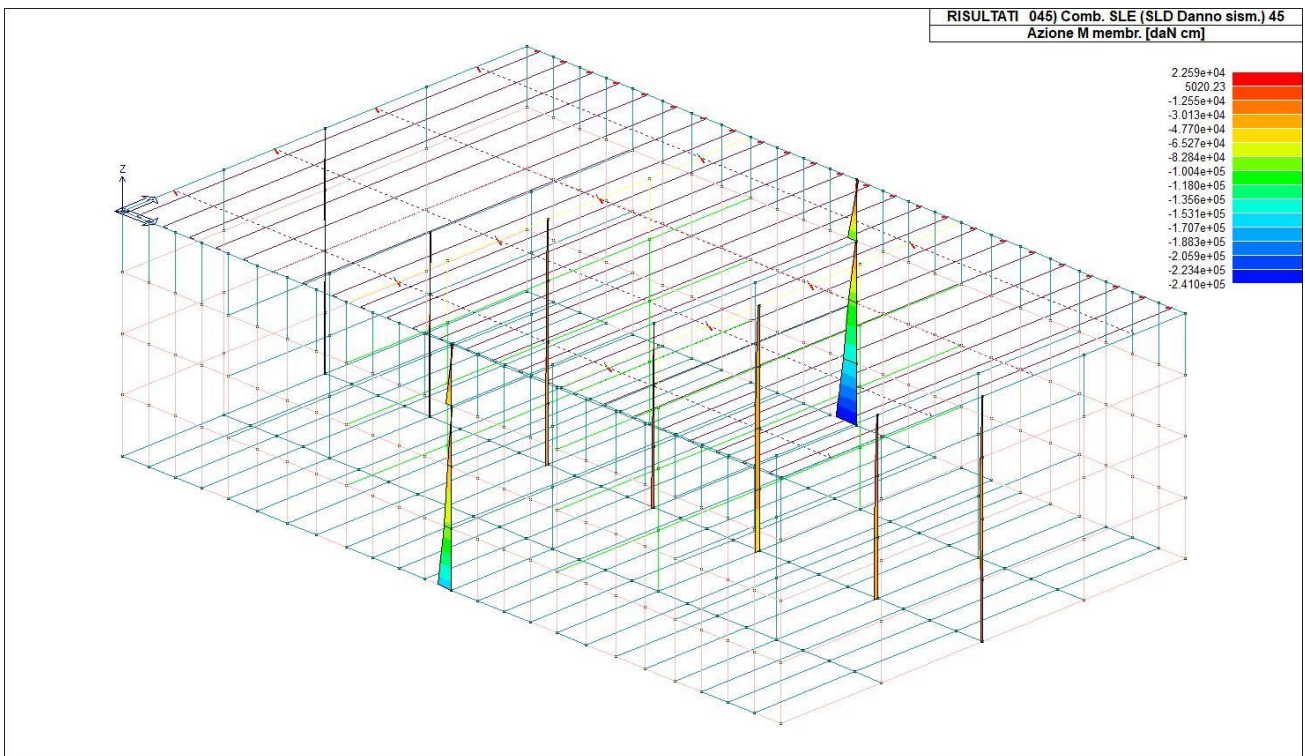 RISULTATI 045) Comb. SLE (SLD Danno sism.) 45
Azione M membr. [daN cm]
2.259e+04
5020.23
-1.255e+04
-3.013e+04
-4.770e+04
-6.527e+04
-8.284e+04
-1.004e+05
-1.180e+05
-1.356e+05
-1.531e+05
-1.707e+05
-1.883e+05
-2.059e+05
-2.234e+05
-2.410e+05
Z